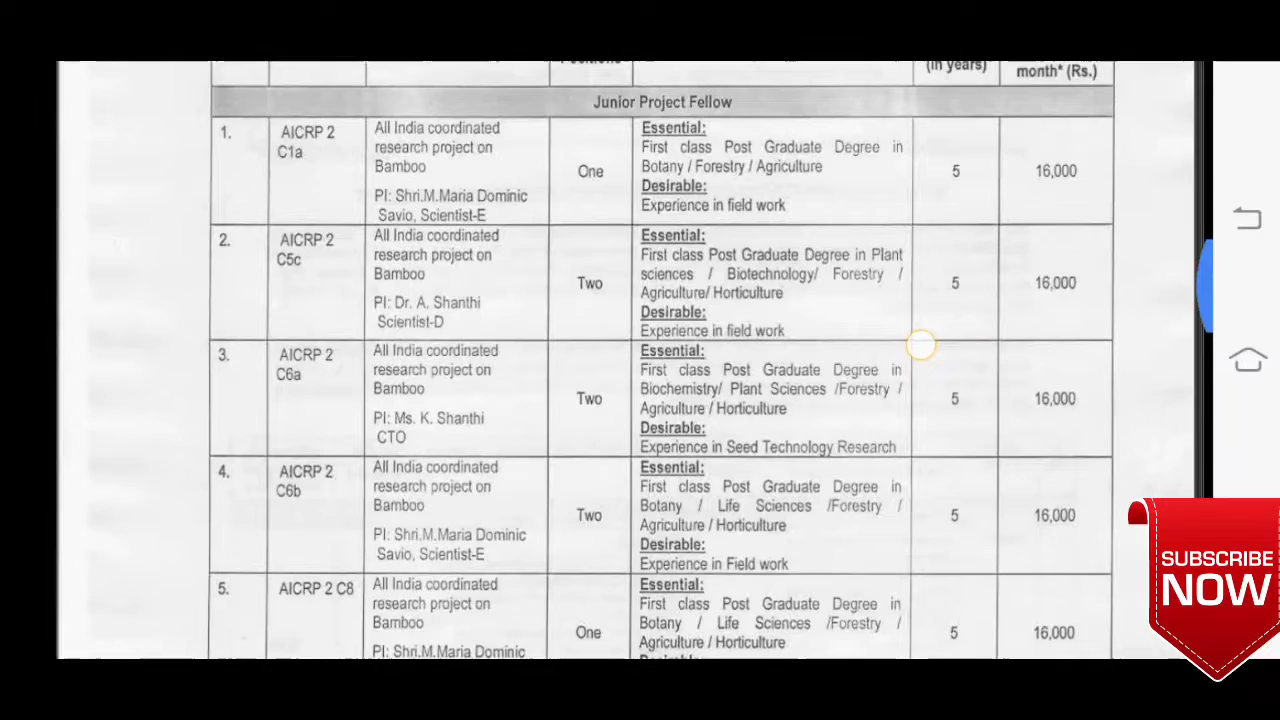 (in years)
month* (Rs.)
Junior Project Fellow
1.
AICRP 2
C1a
All India coordinated
research project on
Bamboo
PI: Shri.M.Maria Dominic
Savio, Scientist-E
One
Essential:
First class Post Graduate Degree in
Botany / Forestry / Agriculture
Desirable:
Experience in field work
5
16,000
2.
AICRP 2
C5c
All India coordinated
research project on
Bamboo
PI: Dr. A. Shanthi
Scientist-D
Two
Essential:
First class Post Graduate Degree in Plant
sciences / Biotechnology/ Forestry /
Agriculture/ Horticulture
Desirable:
Experience in field work
5
16,000
3.
AICRP 2
C6a
All India coordinated
research project on
Bamboo
PI: Ms. K. Shanthi
CTO
Two
Essential:
First class Post Graduate Degree in
Biochemistry/ Plant Sciences /Forestry /
Agriculture / Horticulture
Desirable:
Experience in Seed Technology Research
5
16,000
4.
AICRP 2
C6b
All India coordinated
research project on
Bamboo
PI: Shri.M.Maria Dominic
Savio, Scientist-E
Two
Essential:
First class Post Graduate Degree in
Botany / Life Sciences /Forestry /
Agriculture / Horticulture
Desirable:
Experience in Field work
5
16,000
5.
AICRP 2 C8
All India coordinated
research project on
Bamboo
PI: Shri.M.Maria Dominic
One
Essential:
First class Post Graduate Degree in
Botany / Life Sciences /Forestry /
Agriculture / Horticulture
5
16,000
SUBSCRIBE
NOW